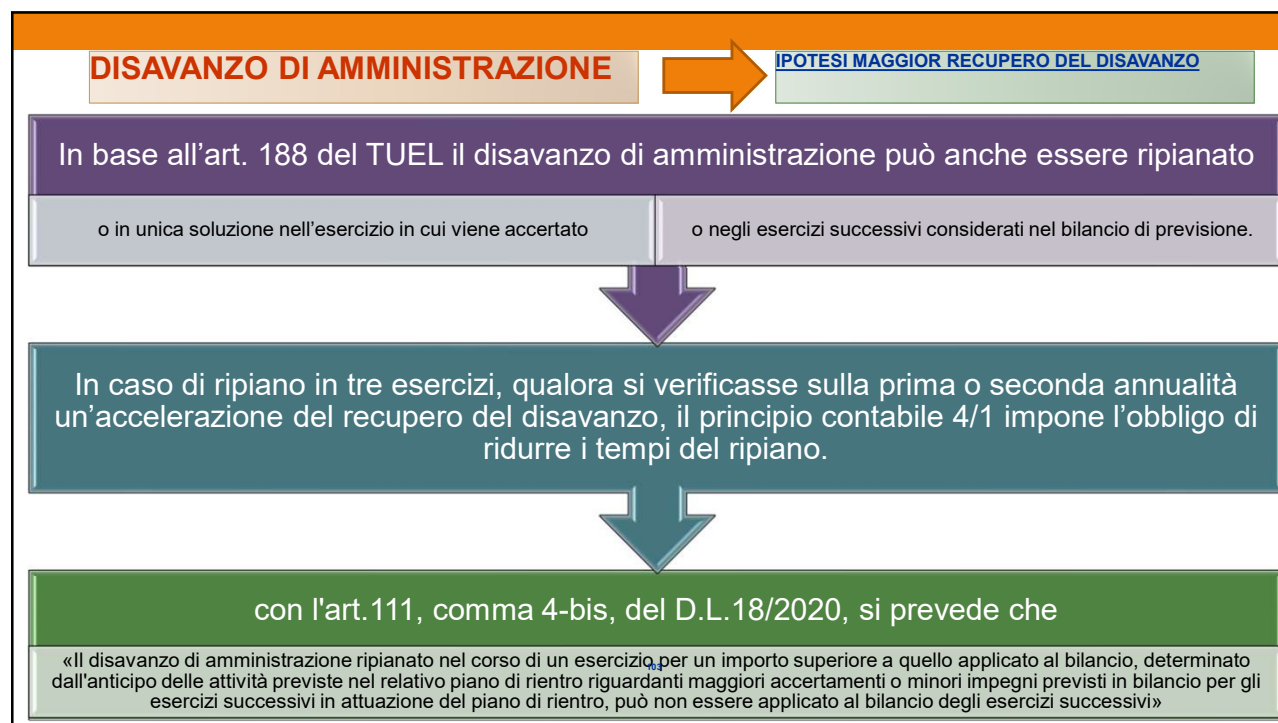 DISAVANZO DI AMMINISTRAZIONE
IPOTESI MAGGIOR RECUPERO DEL DISAVANZO
In base all’art. 188 del TUEL il disavanzo di amministrazione può anche essere ripianato
o in unica soluzione nell’esercizio in cui viene accertato
o negli esercizi successivi considerati nel bilancio di previsione.
In caso di ripiano in tre esercizi, qualora si verificasse sulla prima o seconda annualità
un’accelerazione del recupero del disavanzo, il principio contabile 4/1 impone l’obbligo di
ridurre i tempi del ripiano.
con l'art.111, comma 4-bis, del D.L.18/2020, si prevede che
«Il disavanzo di amministrazione ripianato nel corso di un esercizio per un importo superiore a quello applicato al bilancio, determinato
dall'anticipo delle attività previste nel relativo piano di rientro riguardanti maggiori accertamenti o minori impegni previsti in bilancio per gli
esercizi successivi in attuazione del piano di rientro, può non essere applicato al bilancio degli esercizi successivi»
103